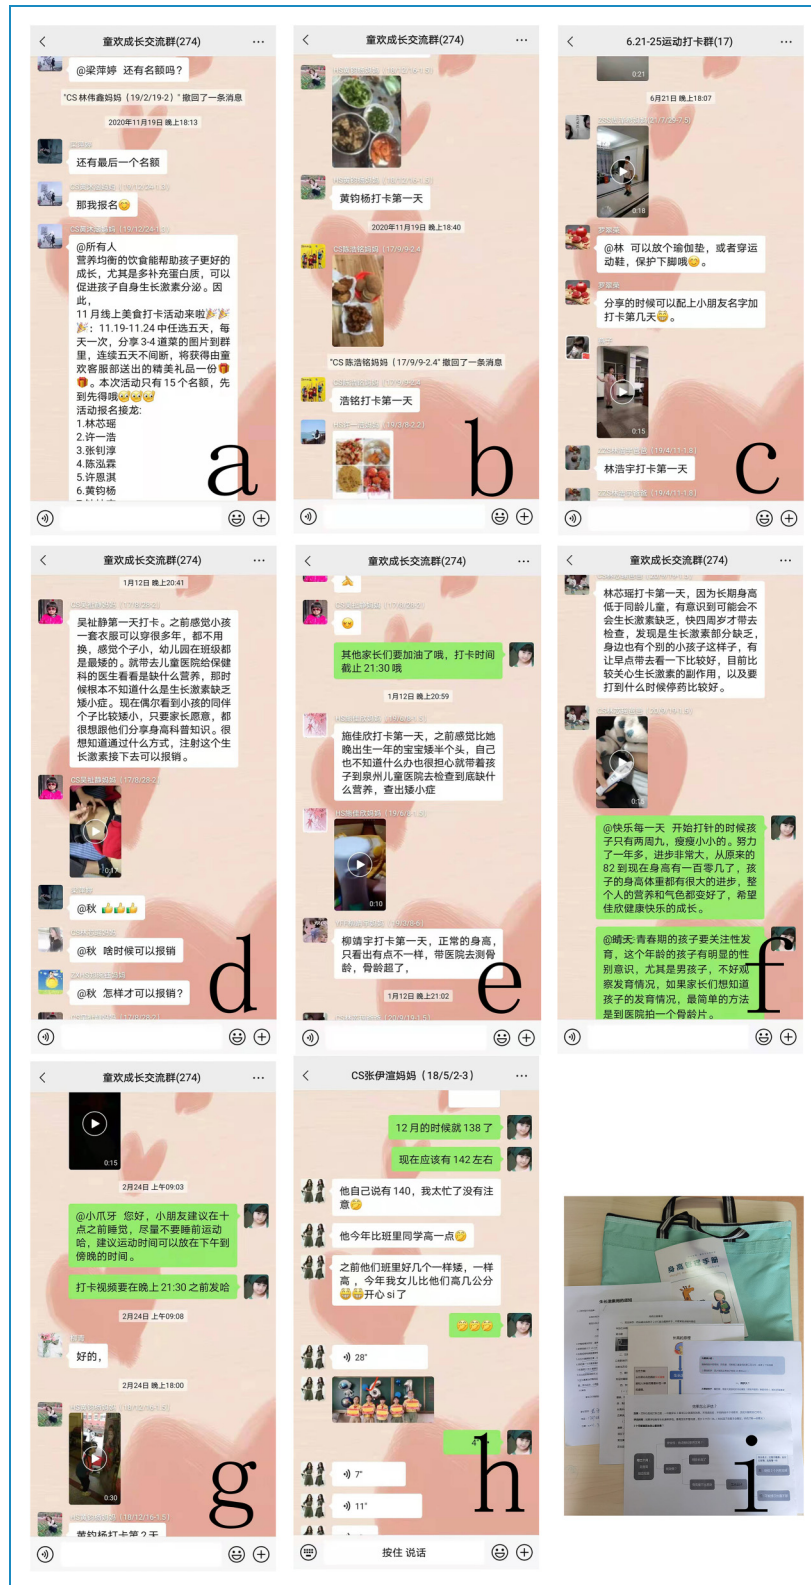 童欢成长交流群(274)
@梁萍婷 还有名额吗?
"CS 林伟鑫妈妈(19/2/19-2)" 撤回了一条消息
2020年11月19日 晚上18:13
还有最后一个名额
那我报名
@所有人
营养均衡的饮食能帮助孩子更好的
成长,尤其是多补充蛋白质,可以
促进孩子自身生长激素分泌。因
此,
11月线上美食打卡活动来啦🎉🎉
🎉:11.19-11.24 中任选五天,每
天一次,分享3-4道菜的图片到群
里,连续五天不间断,将获得由童
欢客服部送出的精美礼品一份🎁
🎁。本次活动只有15个名额,先
到先得哦
活动报名接龙:
1.林芯瑶
2.许一浩
3.张钊淳
4.陈泓霖
5.许恩淇
6.黄钧杨
a
童欢成长交流群(274)
黄钧杨打卡第一天
2020年11月19日 晚上18:40
CS陈浩铭妈妈(17/9/9-2.4
"CS 陈浩铭妈妈(17/9/9-2.4" 撤回了一条消息
浩铭打卡第一天
b
6.21-25运动打卡群(17)
0:21
6月21日 晚上18:07
0:18
@林 可以放个瑜伽垫,或者穿运
动鞋,保护下脚哦。
分享的时候可以配上小朋友名字加
打卡第几天。
0:15
林浩宇打卡第一天
c
童欢成长交流群(274)
1月12日 晚上20:41
吴祉静第一天打卡。之前感觉小孩
一套衣服可以穿很多年,都不用
换,感觉个子小,幼儿园在班级都
是最矮的。就带去儿童医院给保健
科的医生看看是缺什么营养,那时
候根本不知道什么是生长激素缺乏
矮小症。现在偶尔看到小孩的同伴
个子比较矮小,只要家长愿意,都
很想跟他们分享身高科普知识。很
想知道通过什么方式,注射这个生
长激素接下去可以报销。
CS吴祉静妈妈(17/8/28-2)
0:17
@秋 👍👍👍
@秋 啥时候可以报销
@秋 怎样才可以报销?
d
童欢成长交流群(274)
其他家长们要加油了哦,打卡时间
截止 21:30 哦
1月12日 晚上20:59
施佳欣打卡第一天,之前感觉比她
晚出生一年的宝宝矮半个头,自己
也不知道什么办也很担心就带着孩
子到泉州儿童医院去检查到底缺什
么营养,查出矮小症
0:10
柳靖宇打卡第一天,正常的身高,
只看出有点不一样,带医院去测骨
龄,骨龄超了,
1月12日 晚上21:02
e
童欢成长交流群(274)
林芯瑶打卡第一天,因为长期身高
低于同龄儿童,有意识到可能会不
会生长激素缺乏,快四周岁才带去
检查,发现是生长激素部分缺乏,
身边也有个别的小孩子这样子,有
让早点带去看一下比较好,目前比
较关心生长激素的副作用,以及要
打到什么时候停药比较好。
@快乐每一天 开始打针的时候孩
子只有两周九,瘦瘦小小的。努力
了一年多,进步非常大,从原来的
82 到现在身高有一百零几了,孩
子的身高体重都有很大的进步,整
个人的营养和气色都变好了,希望
佳欣健康快乐的成长。
@晴天 青春期的孩子要关注性发
育,这个年龄的孩子有明显的性
别意识,尤其是男孩子,不好观
察发育情况,如果家长们想知道
孩子的发育情况,最简单的方法
是到医院拍一个骨龄片。
f
童欢成长交流群(274)
0:15
2月24日 上午09:03
@小爪牙 您好,小朋友建议在十
点之前睡觉,尽量不要睡前运动
哈,建议运动时间可以放在下午到
傍晚的时间。
打卡视频要在晚上 21:30 之前发哈
2月24日 上午09:08
好的,
2月24日 晚上18:00
0:30
黄钧杨打卡第2天
g
CS张伊渲妈妈(18/5/2-3)
12月的时候就 138 了
现在应该有 142 左右
他自己说有 140,我太忙了没有注
意
他今年比班里同学高一点
之前他们班里好几个一样矮,一样
高,今年我女儿比他们高几公分
开心 si 了
28"
7"
11"
按住 说话
h
身高管理手册
i